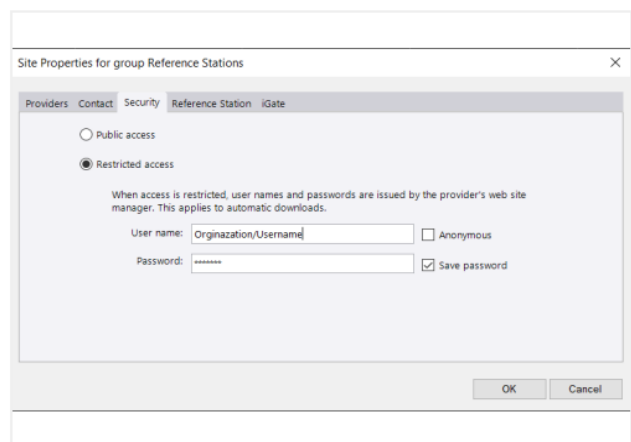 Site Properties for group Reference Stations
Providers Contact Security Reference Station iGate
Public access
Restricted access
When access is restricted, user names and passwords are issued by the provider's web site
manager. This applies to automatic downloads.
User name: Orginazation/Username Anonymous
Password: ******* Save password
OK Cancel